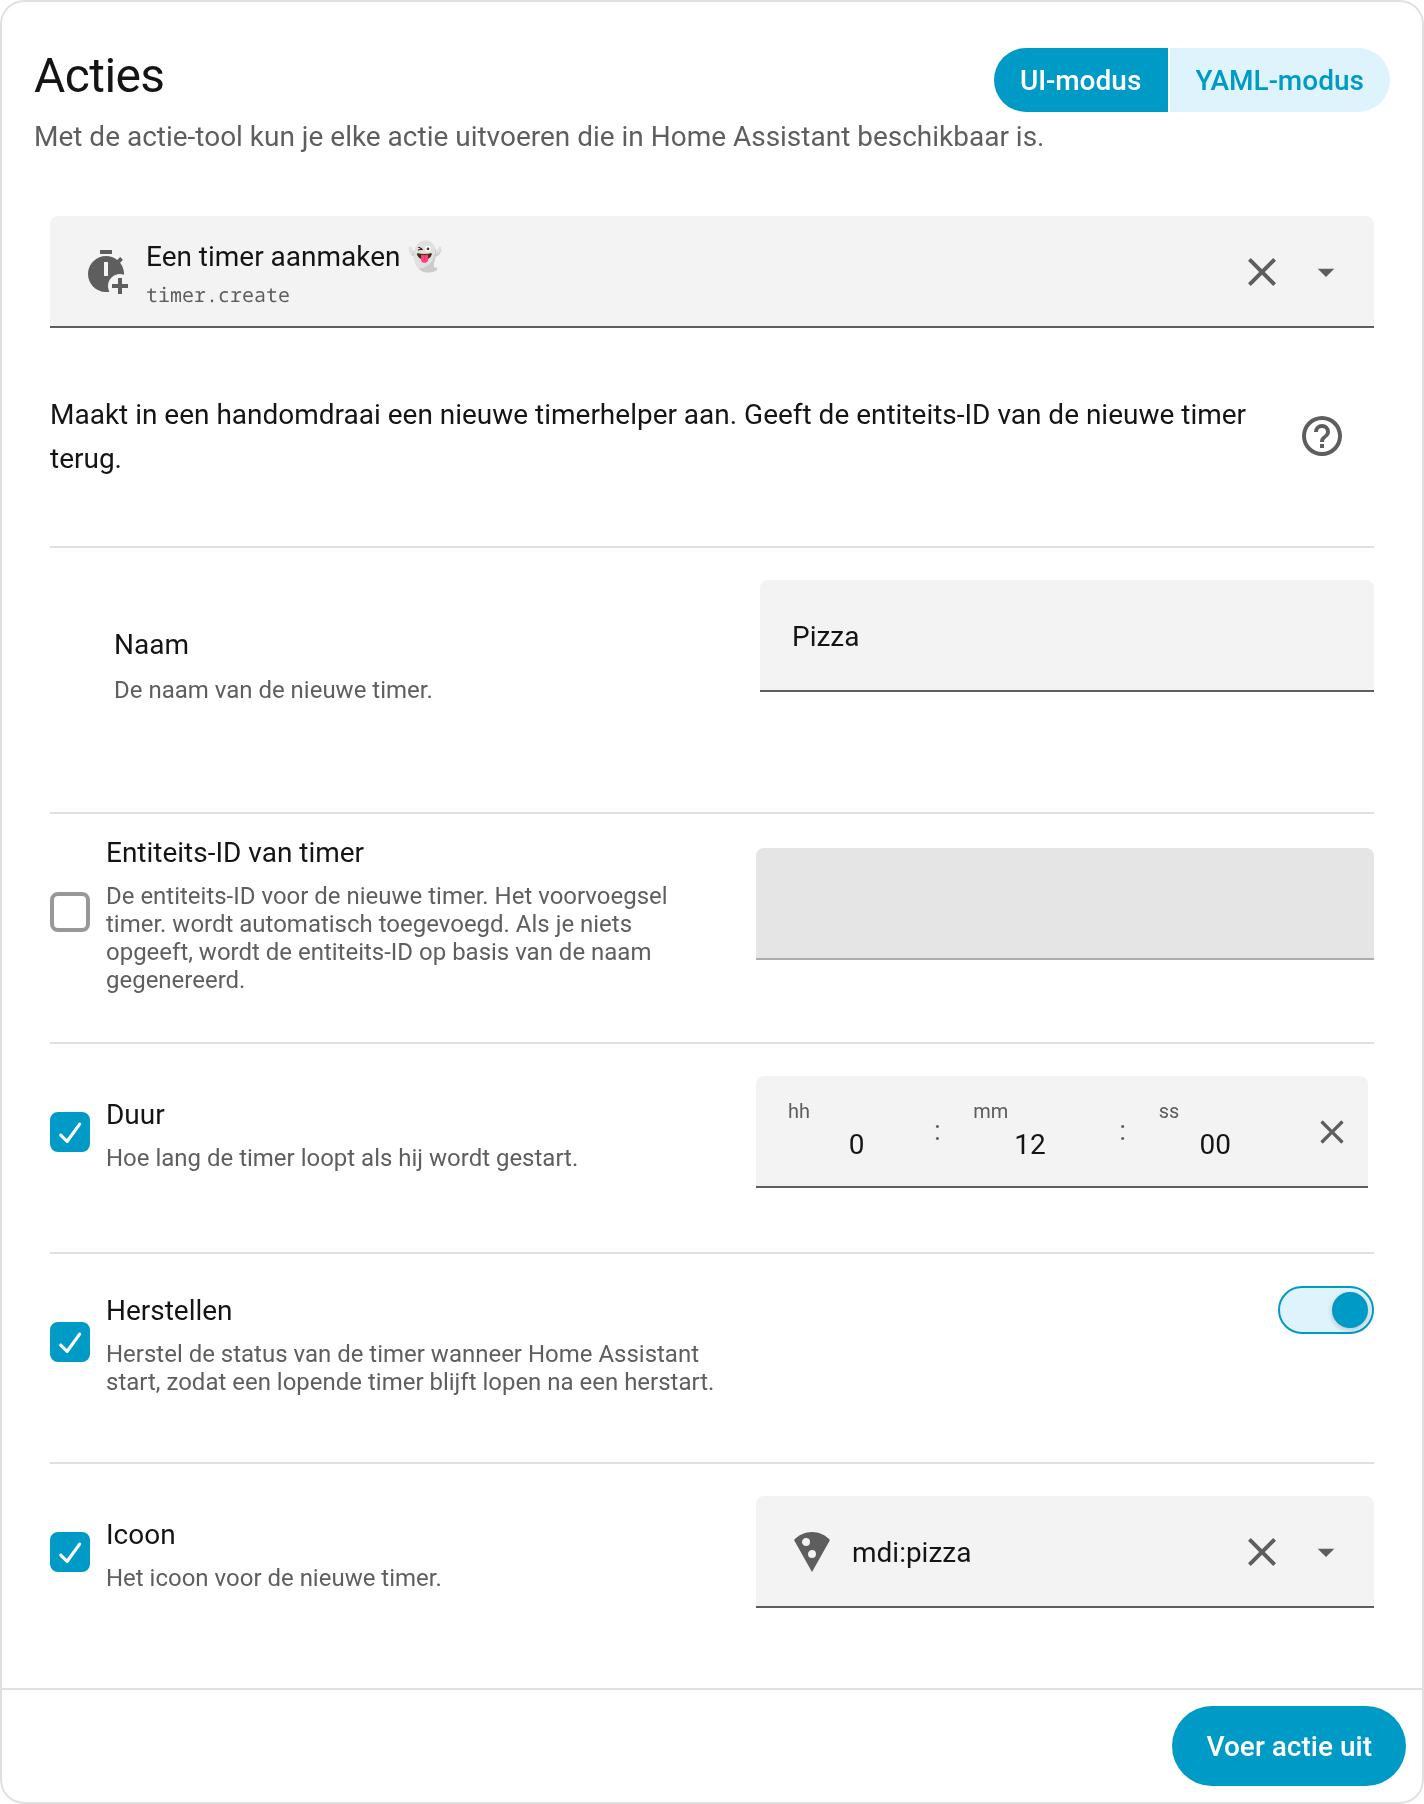 Acties
UI-modus
YAML-modus
Met de actie-tool kun je elke actie uitvoeren die in Home Assistant beschikbaar is.
Een timer aanmaken 👻
timer.create
Maakt in een handomdraai een nieuwe timerhelper aan. Geeft de entiteits-ID van de nieuwe timer
terug.
Naam
De naam van de nieuwe timer.
Pizza
Entiteits-ID van timer
De entiteits-ID voor de nieuwe timer. Het voorvoegsel
timer. wordt automatisch toegevoegd. Als je niets
opgeeft, wordt de entiteits-ID op basis van de naam
gegenereerd.
Duur
Hoe lang de timer loopt als hij wordt gestart.
hh : mm : ss
0 12 00
Herstellen
Herstel de status van de timer wanneer Home Assistant
start, zodat een lopende timer blijft lopen na een herstart.
Icoon
Het icoon voor de nieuwe timer.
mdi:pizza
Voer actie uit